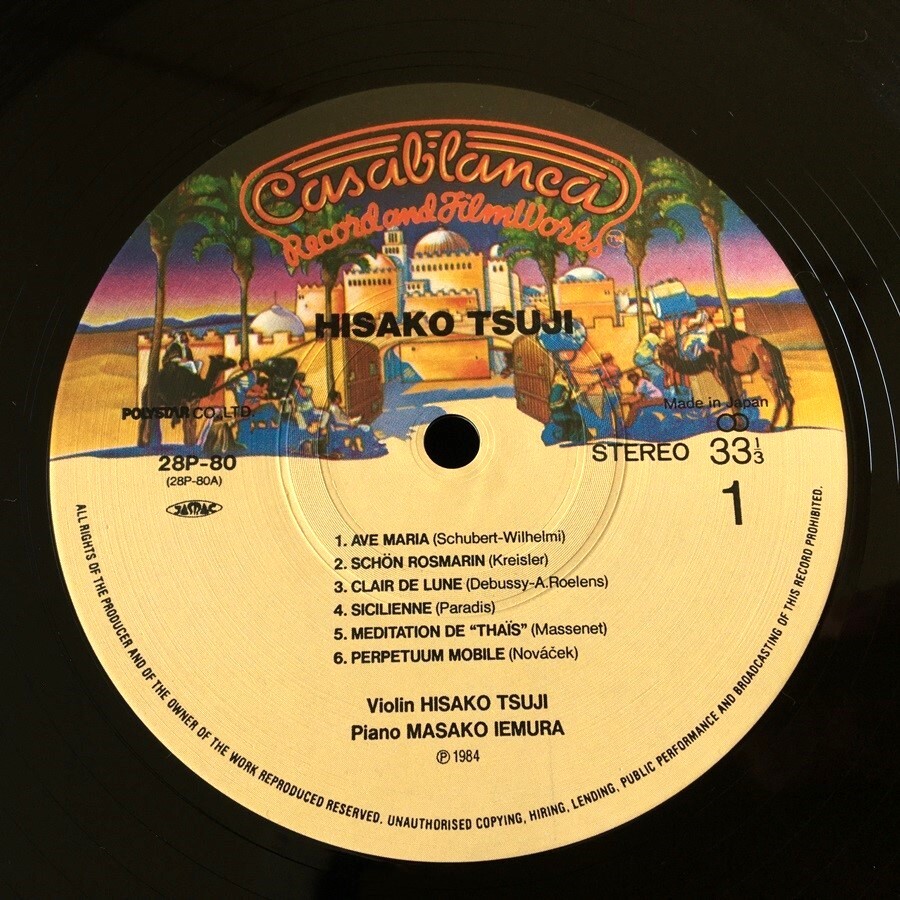 Casablanca
Record and FilmWorks
TM
HISAKO TSUJI
POLYSTAR CO., LTD.
Made in Japan
28P-80
(28P-80A)
JASRAC
STEREO 33 1/3
1
1. AVE MARIA (Schubert-Wilhelmi)
2. SCHÖN ROSMARIN (Kreisler)
3. CLAIR DE LUNE (Debussy-A.Roelens)
4. SICILIENNE (Paradis)
5. MEDITATION DE “THAÏS” (Massenet)
6. PERPETUUM MOBILE (Nováček)
Violin HISAKO TSUJI
Piano MASAKO IEMURA
Ⓟ 1984
ALL RIGHTS OF THE PRODUCER AND OF THE OWNER OF THE WORK REPRODUCED RESERVED. UNAUTHORISED COPYING, HIRING, LENDING, PUBLIC PERFORMANCE AND BROADCASTING OF THIS RECORD PROHIBITED.